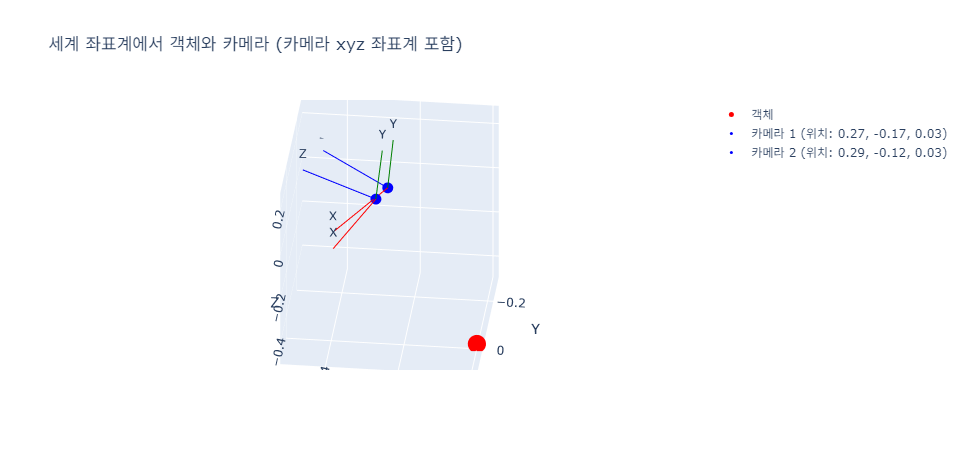 세계 좌표계에서 객체와 카메라 (카메라 xyz 좌표계 포함)
객체
카메라 1 (위치: 0.27, -0.17, 0.03)
카메라 2 (위치: 0.29, -0.12, 0.03)
Y
Y
Z
X
X
0.2
0
Z
−0.2
−0.4
−0.2
Y
0